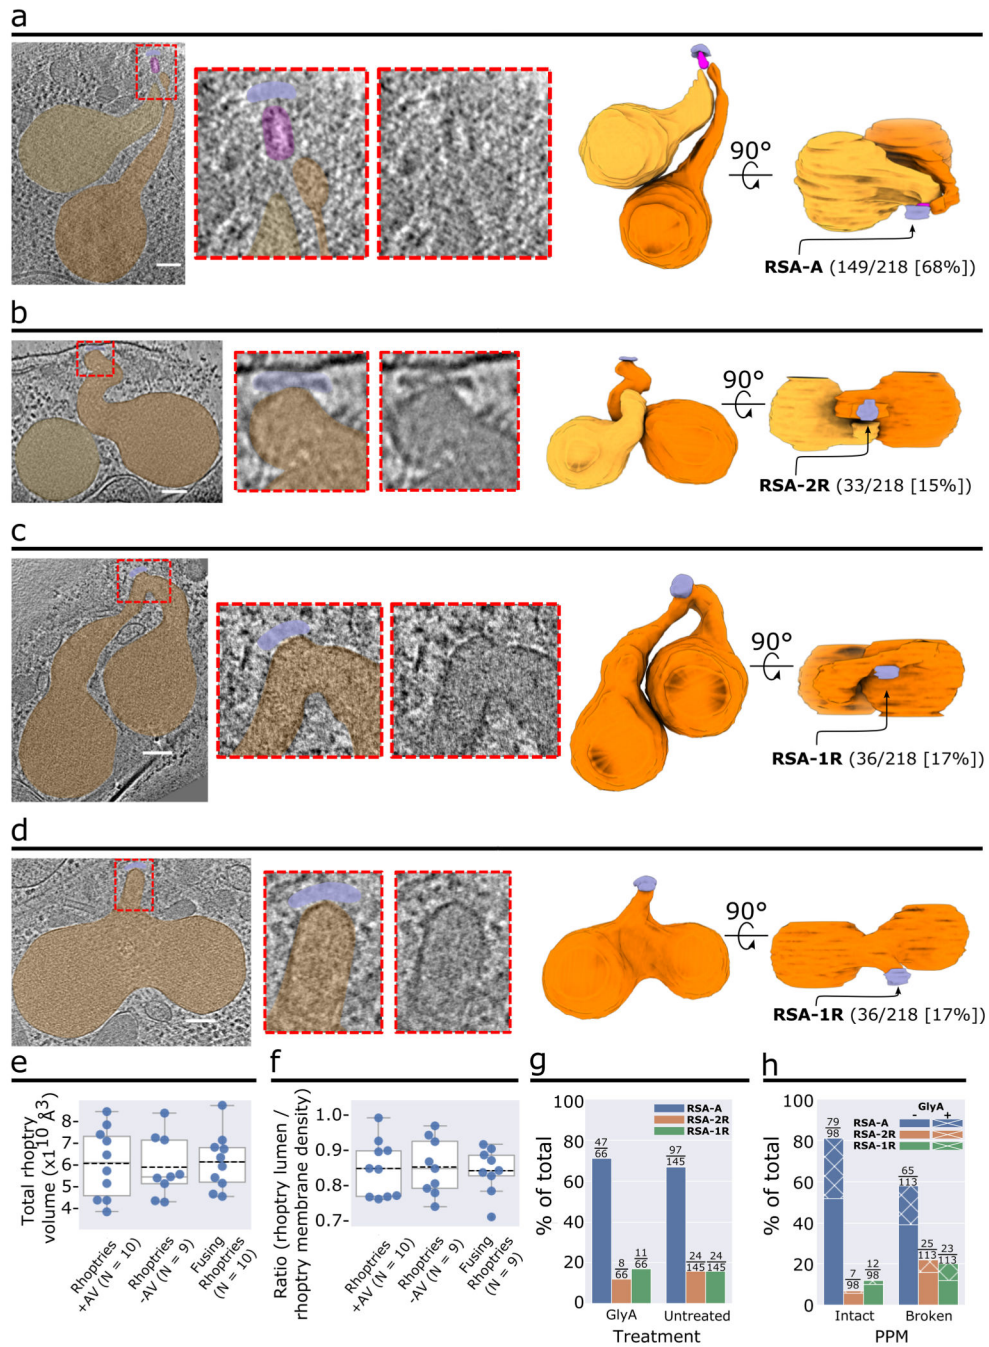 a
90°
RSA-A (149/218 [68%])
b
90°
RSA-2R (33/218 [15%])
c
90°
RSA-1R (36/218 [17%])
d
90°
RSA-1R (36/218 [17%])
e
Total rhoptry
volume (x10¹⁰ Å3)
8
7
6
5
4
Rhoptries
+AV (N = 10)
Rhoptries
-AV (N = 9)
Fusing
Rhoptries
(N = 10)
f
Ratio (rhoptry lumen /
rhoptry membrane density)
1.0
0.9
0.8
0.7
Rhoptries
+AV (N = 10)
Rhoptries
-AV (N = 9)
Fusing
Rhoptries
(N = 9)
g
% of total
100
80
60
40
20
0
RSA-A
RSA-2R
RSA-1R
47
66
8
66
11
66
97
145
24
145
24
145
GlyA
Untreated
Treatment
h
% of total
100
80
60
40
20
0
GlyA
- +
RSA-A
RSA-2R
RSA-1R
79
98
7
98
12
98
65
113
25
113
23
113
Intact
Broken
PPM